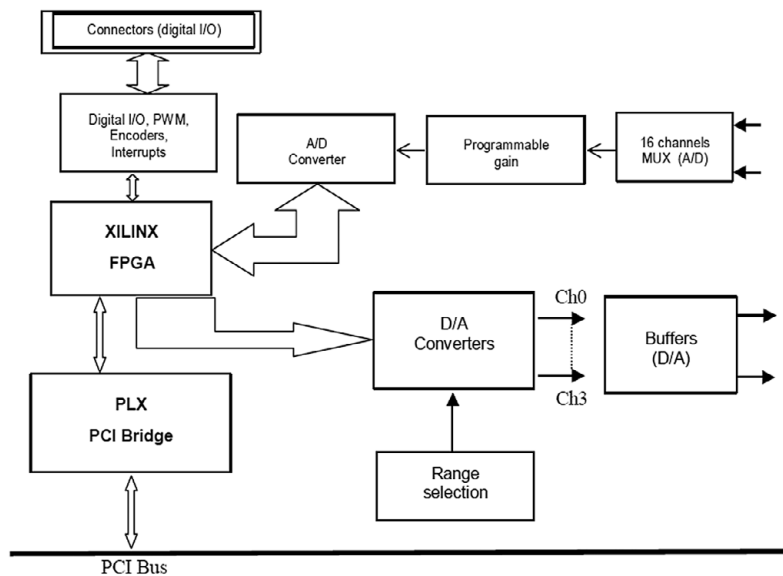 Connectors (digital I/O)
Digital I/O, PWM,
Encoders,
Interrupts
A/D
Converter
Programmable
gain
16 channels
MUX (A/D)
XILINX
FPGA
Ch0
D/A
Converters
Buffers
(D/A)
Ch3
PLX
PCI Bridge
Range
selection
PCI Bus